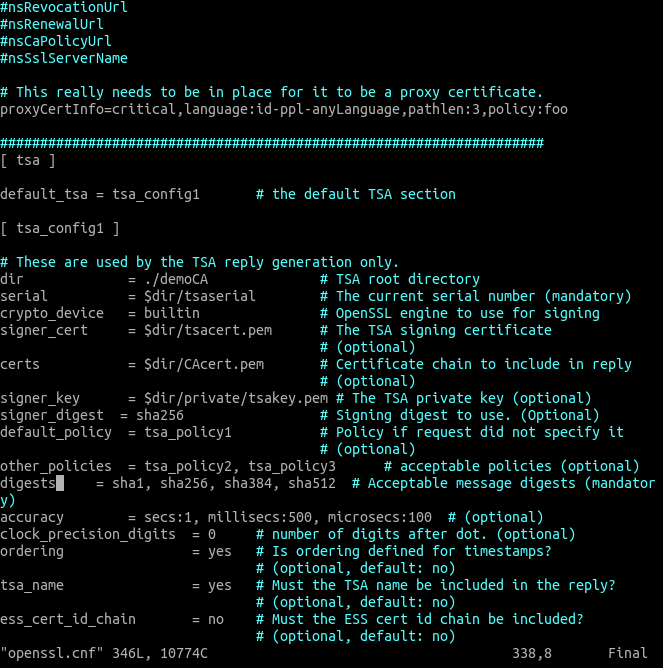 #nsRevocationUrl
#nsRenewalUrl
#nsCaPolicyUrl
#nsSslServerName
# This really needs to be in place for it to be a proxy certificate.
proxyCertInfo=critical,language:id-ppl-anyLanguage,pathlen:3,policy:foo
####################################################################
[ tsa ]
default_tsa = tsa_config1       # the default TSA section
[ tsa_config1 ]
# These are used by the TSA reply generation only.
dir             = ./demoCA              # TSA root directory
serial          = $dir/tsaserial        # The current serial number (mandatory)
crypto_device   = builtin               # OpenSSL engine to use for signing
signer_cert     = $dir/tsacert.pem      # The TSA signing certificate
                                        # (optional)
certs           = $dir/CAcert.pem       # Certificate chain to include in reply
                                        # (optional)
signer_key      = $dir/private/tsakey.pem # The TSA private key (optional)
signer_digest  = sha256                 # Signing digest to use. (Optional)
default_policy  = tsa_policy1           # Policy if request did not specify it
                                        # (optional)
other_policies  = tsa_policy2, tsa_policy3      # acceptable policies (optional)
digests     = sha1, sha256, sha384, sha512  # Acceptable message digests (mandator
y)
accuracy        = secs:1, millisecs:500, microsecs:100  # (optional)
clock_precision_digits  = 0     # number of digits after dot. (optional)
ordering                = yes   # Is ordering defined for timestamps?
                                # (optional, default: no)
tsa_name                = yes   # Must the TSA name be included in the reply?
                                # (optional, default: no)
ess_cert_id_chain       = no    # Must the ESS cert id chain be included?
                                # (optional, default: no)
"openssl.cnf" 346L, 10774C                                      338,8       Final